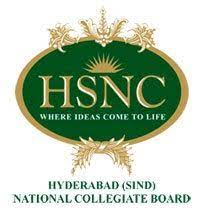 HSNC
WHERE IDEAS COME TO LIFE
HYDERABAD (SIND)
NATIONAL COLLEGIATE BOARD